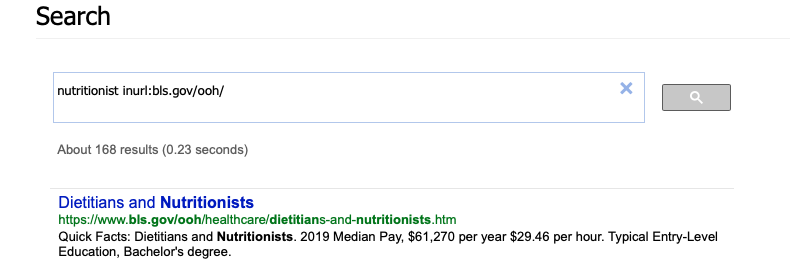 Search
nutritionist inurl:bls.gov/ooh/
About 168 results (0.23 seconds)
Dietitians and Nutritionists
https://www.bls.gov/ooh/healthcare/dietitians-and-nutritionists.htm
Quick Facts: Dietitians and Nutritionists. 2019 Median Pay, $61,270 per year $29.46 per hour. Typical Entry-Level
Education, Bachelor's degree.